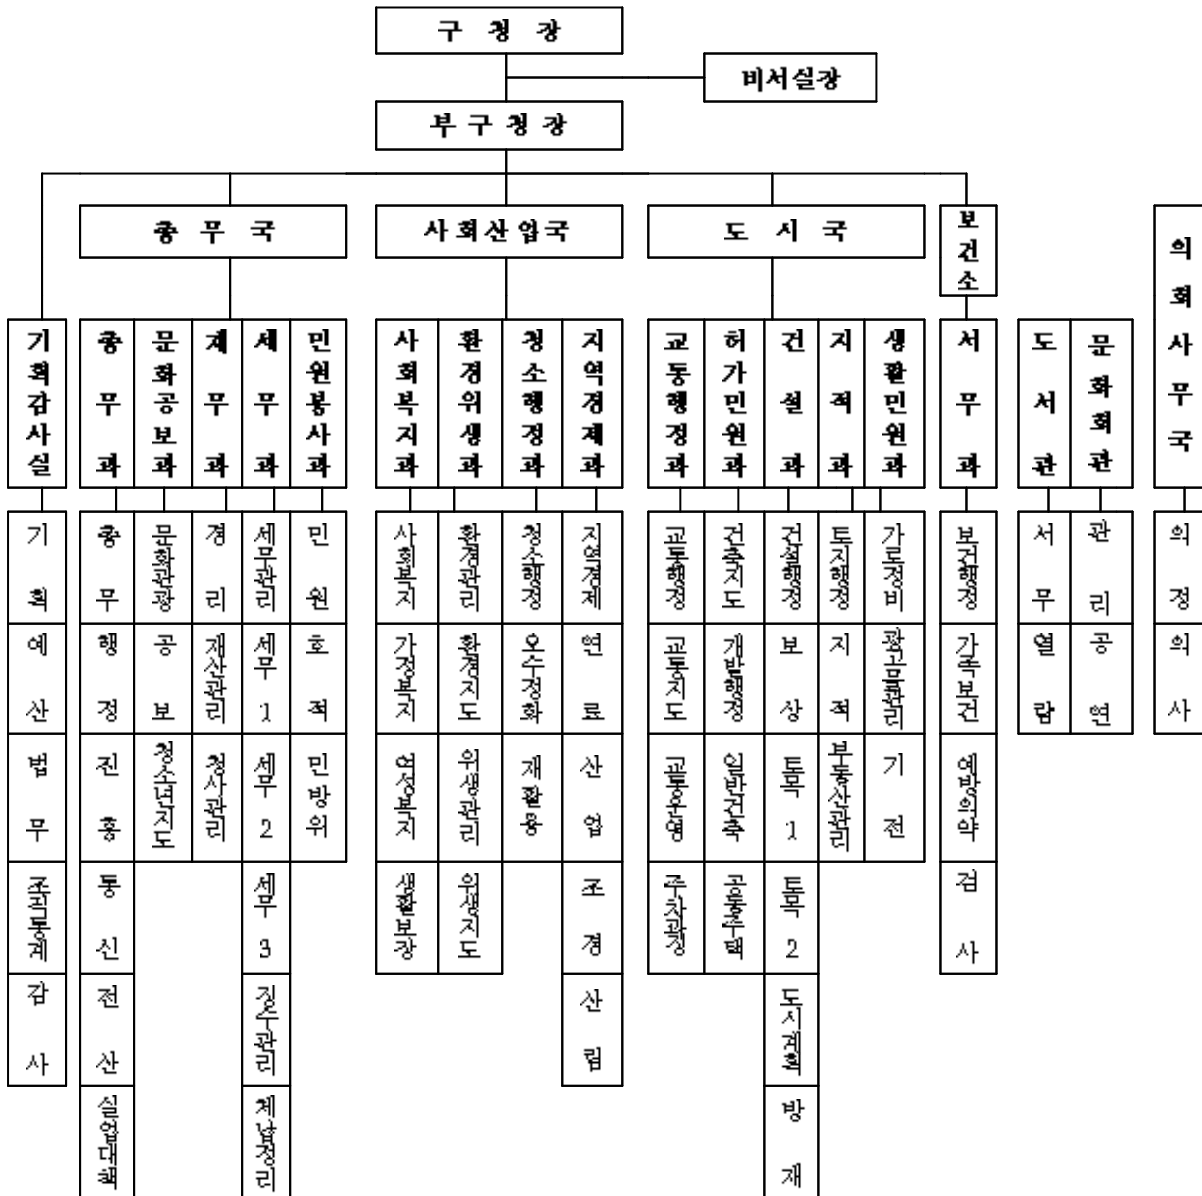 구 청 장
비서실장
부 구 청 장
총 무 국
사 회 산 업 국
도 시 국
보건소
의 회 사 무 국
기획감사실
총 무 과
문화공보과
재 무 과
세 무 과
민원봉사과
사회복지과
환경위생과
청소행정과
지역경제과
교통행정과
허가민원과
건 설 과
지 적 과
생활민원과
서 무 과
도 서 관
문화회관
기 획
총 무
문화관광
경 리
세무관리
민 원
사회복지
환경관리
청소행정
지역경제
교통행정
건축지도
건설행정
토지행정
가로정비
보건행정
서 무
관 리
의 정
예 산
행 정
공 보
재산관리
세무 1
호 적
가정복지
환경지도
오수정화
연 료
교통지도
개발행정
보 상
지 적
광고물관리
가족보건
열 람
공 연
의 사
법 무
진 흥
청소년지도
청사관리
세무 2
민방위
여성복지
위생관리
재활용
산 업
교통운영
일반건축
토목 1
부동산관리
기 전
예방의약
조직통계
통 신
세무 3
생활보장
위생지도
조 경
주차과징
공동주택
토목 2
검 사
감 사
전 산
징수관리
산 림
도시계획
실업대책
체납정리
방 재